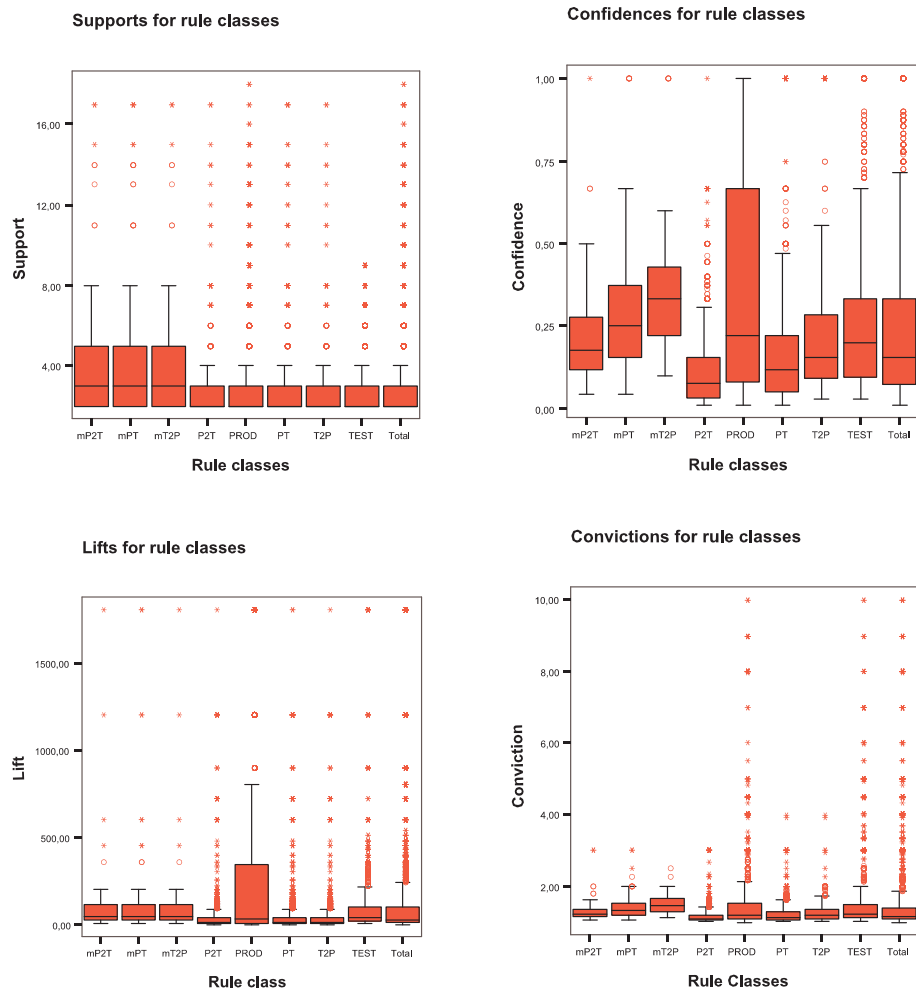 Supports for rule classes
Support
16,00
12,00
8,00
4,00
mP2T mPT mT2P P2T PROD PT T2P TEST Total
Rule classes
Confidences for rule classes
Confidence
1,00
0,75
0,50
0,25
0,00
mP2T mPT mT2P P2T PROD PT T2P TEST Total
Rule classes
Lifts for rule classes
Lift
1500,00
1000,00
500,00
0,00
mP2T mPT mT2P P2T PROD PT T2P TEST Total
Rule class
Convictions for rule classes
Conviction
10,00
8,00
6,00
4,00
2,00
mP2T mPT mT2P P2T PROD PT T2P TEST Total
Rule Classes